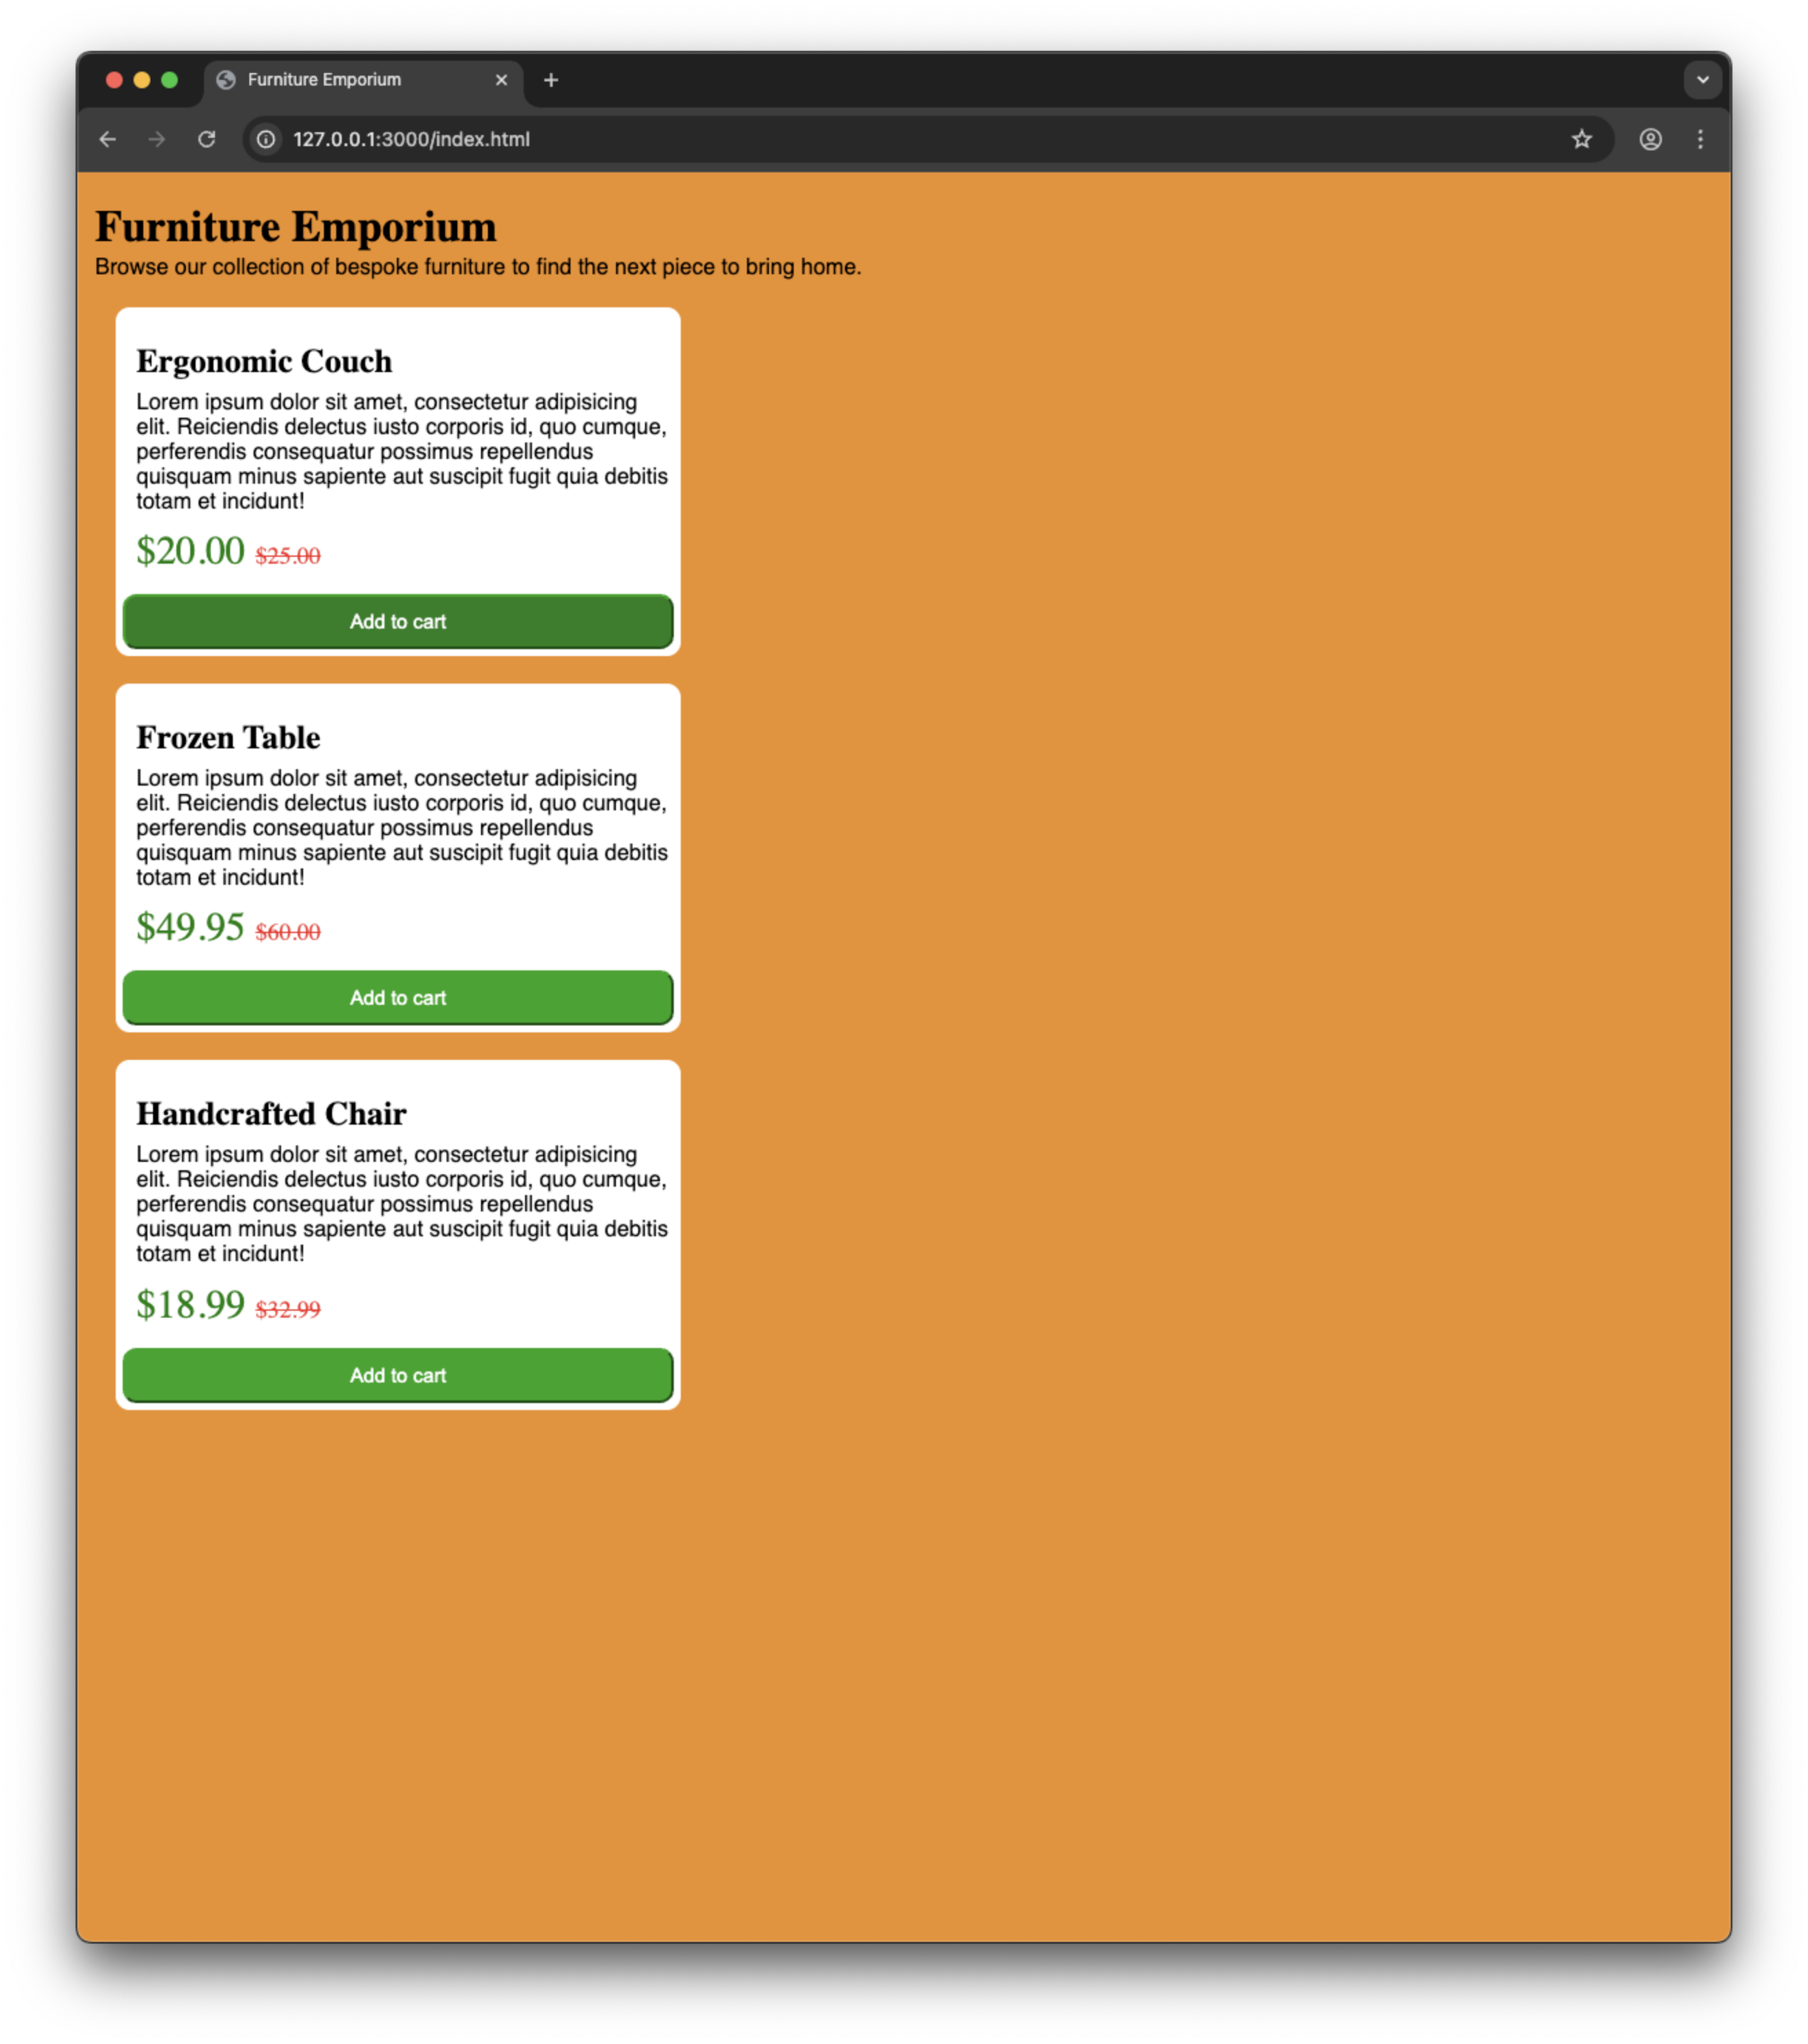 Furniture Emporium
127.0.0.1:3000/index.html
Furniture Emporium
Browse our collection of bespoke furniture to find the next piece to bring home.
Ergonomic Couch
Lorem ipsum dolor sit amet, consectetur adipisicing
elit. Reiciendis delectus iusto corporis id, quo cumque,
perferendis consequatur possimus repellendus
quisquam minus sapiente aut suscipit fugit quia debitis
totam et incidunt!
$20.00 $25.00
Add to cart
Frozen Table
Lorem ipsum dolor sit amet, consectetur adipisicing
elit. Reiciendis delectus iusto corporis id, quo cumque,
perferendis consequatur possimus repellendus
quisquam minus sapiente aut suscipit fugit quia debitis
totam et incidunt!
$49.95 $60.00
Add to cart
Handcrafted Chair
Lorem ipsum dolor sit amet, consectetur adipisicing
elit. Reiciendis delectus iusto corporis id, quo cumque,
perferendis consequatur possimus repellendus
quisquam minus sapiente aut suscipit fugit quia debitis
totam et incidunt!
$18.99 $32.99
Add to cart